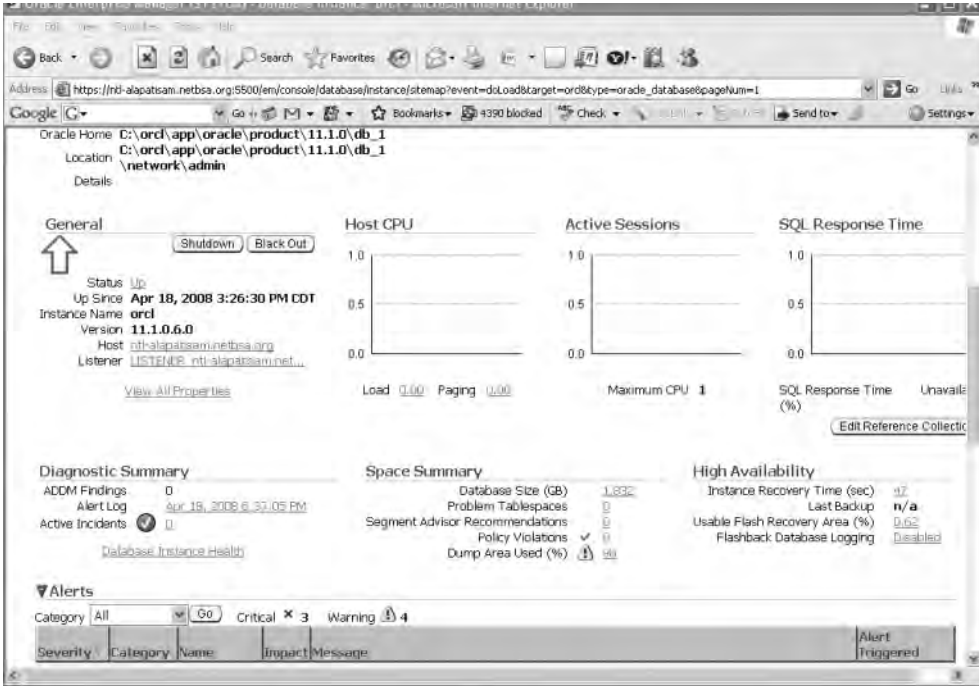 Back
Search
Favorites
Address https://ntl-alapatisam.netbsa.org:5500/em/console/database/instance/sitemap?event=doLoad&target=orcl&type=oracle_database&pageNum=1
Go
Links
Google
Go
Bookmarks
4390 blocked
Check
Send to
Settings
Oracle Home C:\orcl\app\oracle\product\11.1.0\db_1
Location C:\orcl\app\oracle\product\11.1.0\db_1
\network\admin
Details
General
Shutdown
Black Out
Status Up
Up Since Apr 18, 2008 3:26:30 PM CDT
Instance Name orcl
Version 11.1.0.6.0
Host ntl-alapatisam.netbsa.org
Listener LISTENER_ntl-alapatisam.net...
View All Properties
Host CPU
1.0
0.5
0.0
Load 0.00 Paging 0.00
Active Sessions
1.0
0.5
0.0
Maximum CPU 1
SQL Response Time
1.0
0.5
0.0
SQL Response Time (%)
Unavaila
Edit Reference Collectio
Diagnostic Summary
ADDM Findings 0
Alert Log Apr 18, 2008 6:37:05 PM
Active Incidents 0
Database Instance Health
Space Summary
Database Size (GB) 1.832
Problem Tablespaces 0
Segment Advisor Recommendations 0
Policy Violations 0
Dump Area Used (%)
High Availability
Instance Recovery Time (sec) 47
Last Backup n/a
Usable Flash Recovery Area (%) 0.62
Flashback Database Logging Disabled
Alerts
Category All Go Critical × 3 Warning 4
Severity Category Name Impact Message Alert Triggered